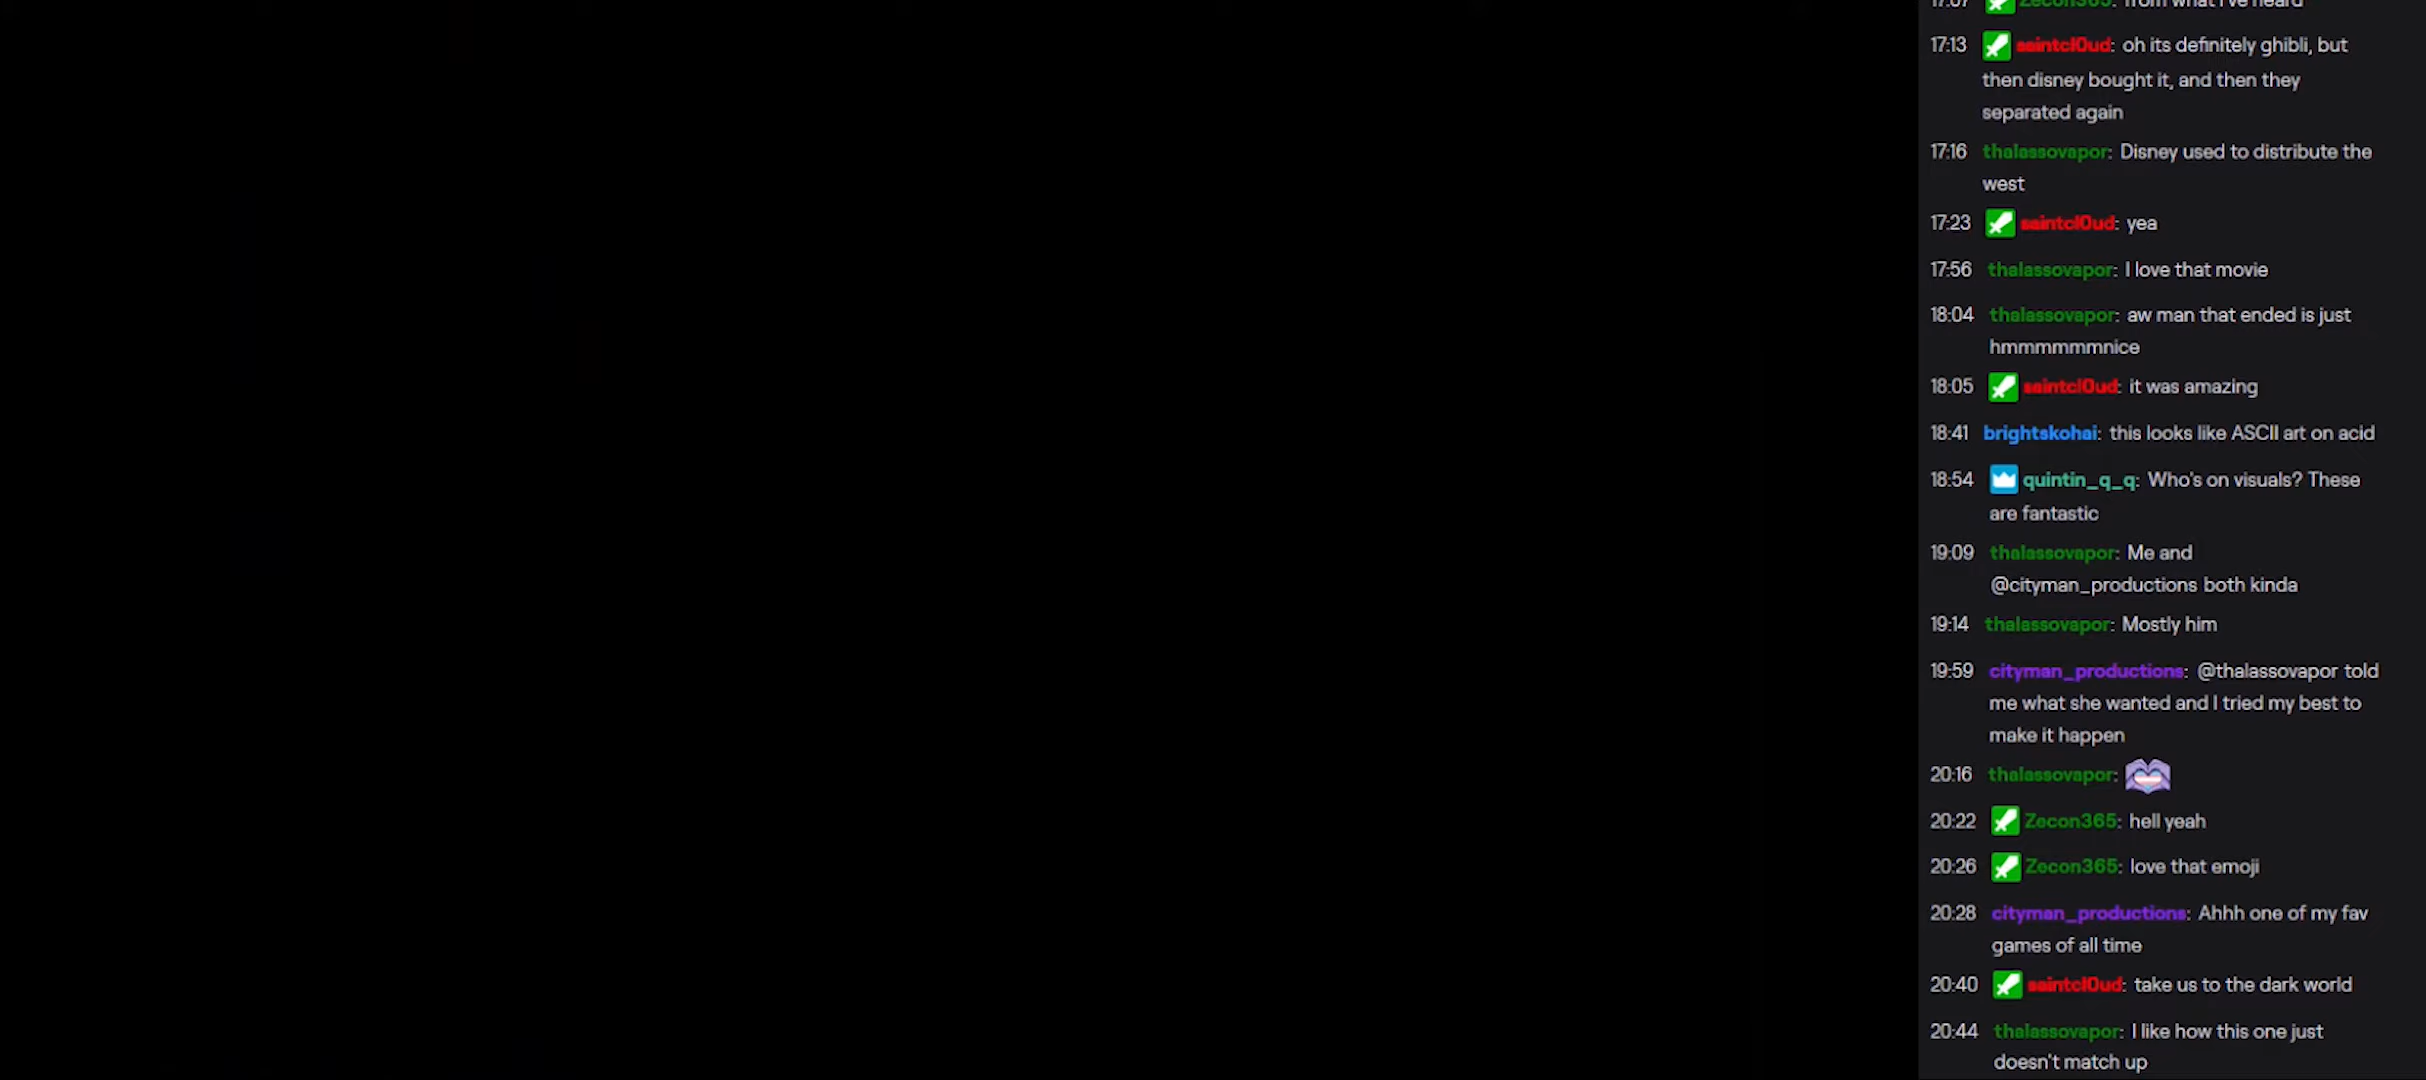 17:07 Zecon365: from what I've heard
17:13 saintcl0ud: oh its definitely ghibli, but
then disney bought it, and then they
separated again
17:16 thalassovapor: Disney used to distribute the
west
17:23 saintcl0ud: yea
17:56 thalassovapor: I love that movie
18:04 thalassovapor: aw man that ended is just
hmmmmmmnice
18:05 saintcl0ud: it was amazing
18:41 brightskohai: this looks like ASCII art on acid
18:54 quintin_q_q: Who's on visuals? These
are fantastic
19:09 thalassovapor: Me and
@cityman_productions both kinda
19:14 thalassovapor: Mostly him
19:59 cityman_productions: @thalassovapor told
me what she wanted and I tried my best to
make it happen
20:16 thalassovapor:
20:22 Zecon365: hell yeah
20:26 Zecon365: love that emoji
20:28 cityman_productions: Ahhh one of my fav
games of all time
20:40 saintcl0ud: take us to the dark world
20:44 thalassovapor: I like how this one just
doesn't match up